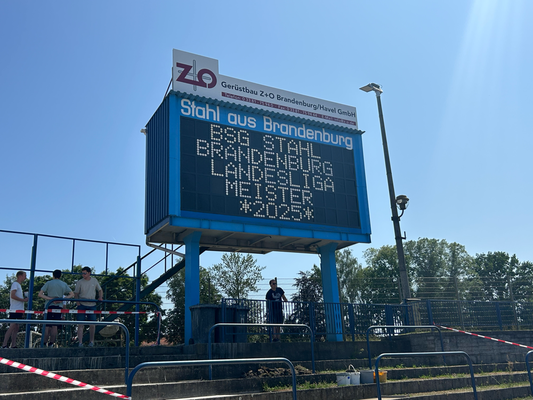 Z+O
Gerüstbau Z+O Brandenburg/Havel GmbH
Stahl aus Brandenburg
BSG STAHL
BRANDENBURG
LANDESLIGA
MEISTER
*2025*